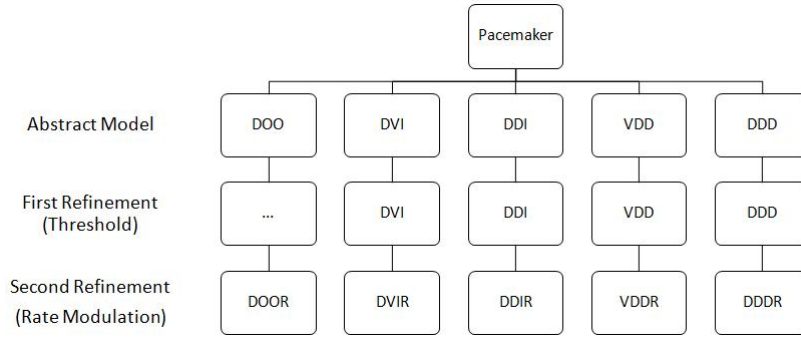 Pacemaker
Abstract Model
DOO
DVI
DDI
VDD
DDD
First Refinement
(Threshold)
...
DVI
DDI
VDD
DDD
Second Refinement
(Rate Modulation)
DOOR
DVIR
DDIR
VDDR
DDDR